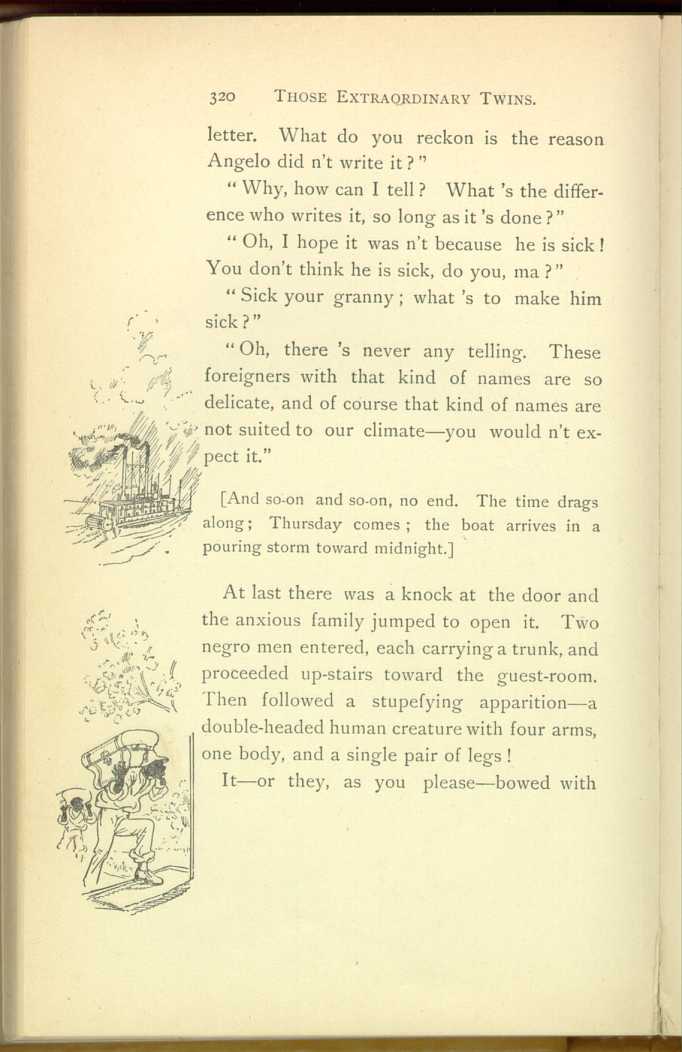 320 THOSE EXTRAORDINARY TWINS.
letter. What do you reckon is the reason
Angelo did n't write it?"
"Why, how can I tell? What 's the differ-
ence who writes it, so long as it 's done?"
"Oh, I hope it was n't because he is sick!
You don't think he is sick, do you, ma?"
"Sick your granny; what 's to make him
sick?"
"Oh, there 's never any telling. These
foreigners with that kind of names are so
delicate, and of course that kind of names are
not suited to our climate—you would n't ex-
pect it."
[And so-on and so-on, no end. The time drags
along; Thursday comes; the boat arrives in a
pouring storm toward midnight.]
At last there was a knock at the door and
the anxious family jumped to open it. Two
negro men entered, each carrying a trunk, and
proceeded up-stairs toward the guest-room.
Then followed a stupefying apparition—a
double-headed human creature with four arms,
one body, and a single pair of legs!
It—or they, as you please—bowed with